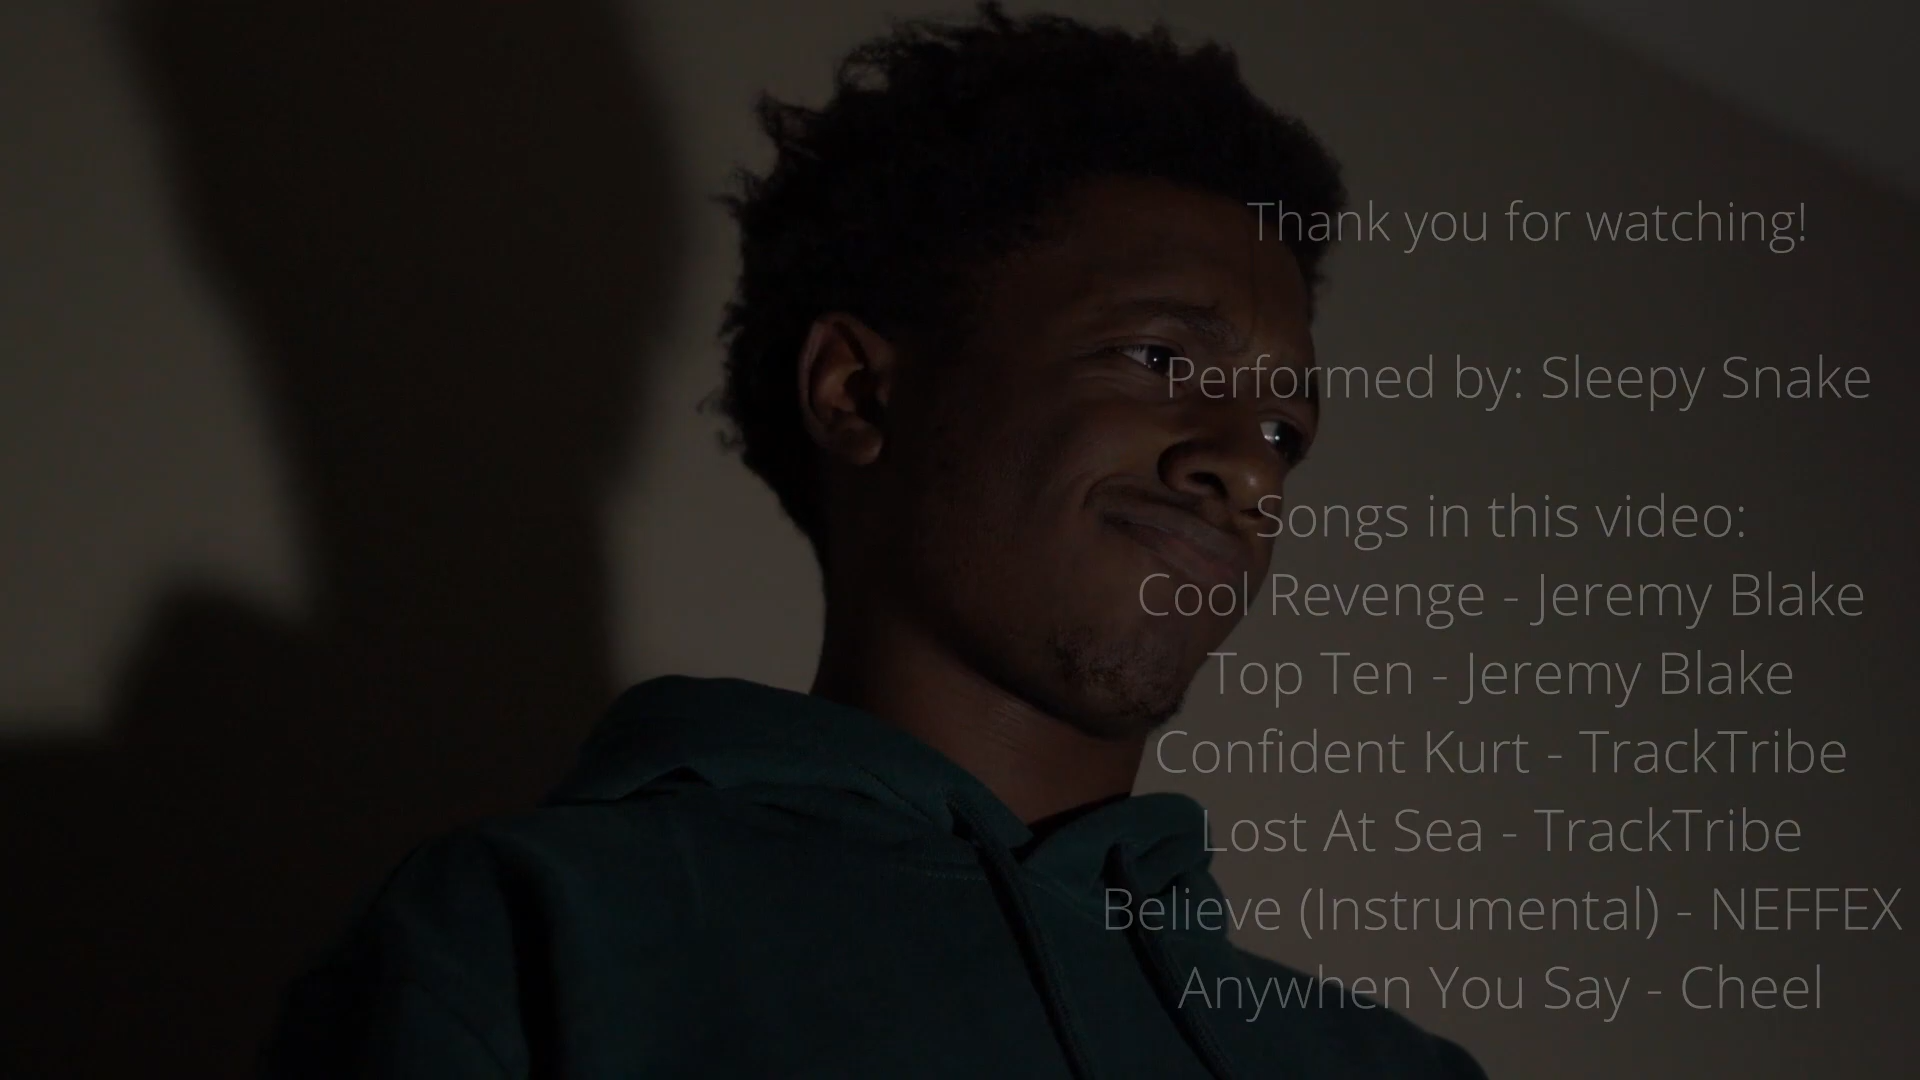 Thank you for watching!
Performed by: Sleepy Snake
Songs in this video:
Cool Revenge - Jeremy Blake
Top Ten - Jeremy Blake
Confident Kurt - TrackTribe
Lost At Sea - TrackTribe
Believe (Instrumental) - NEFFEX
Anywhen You Say - Cheel